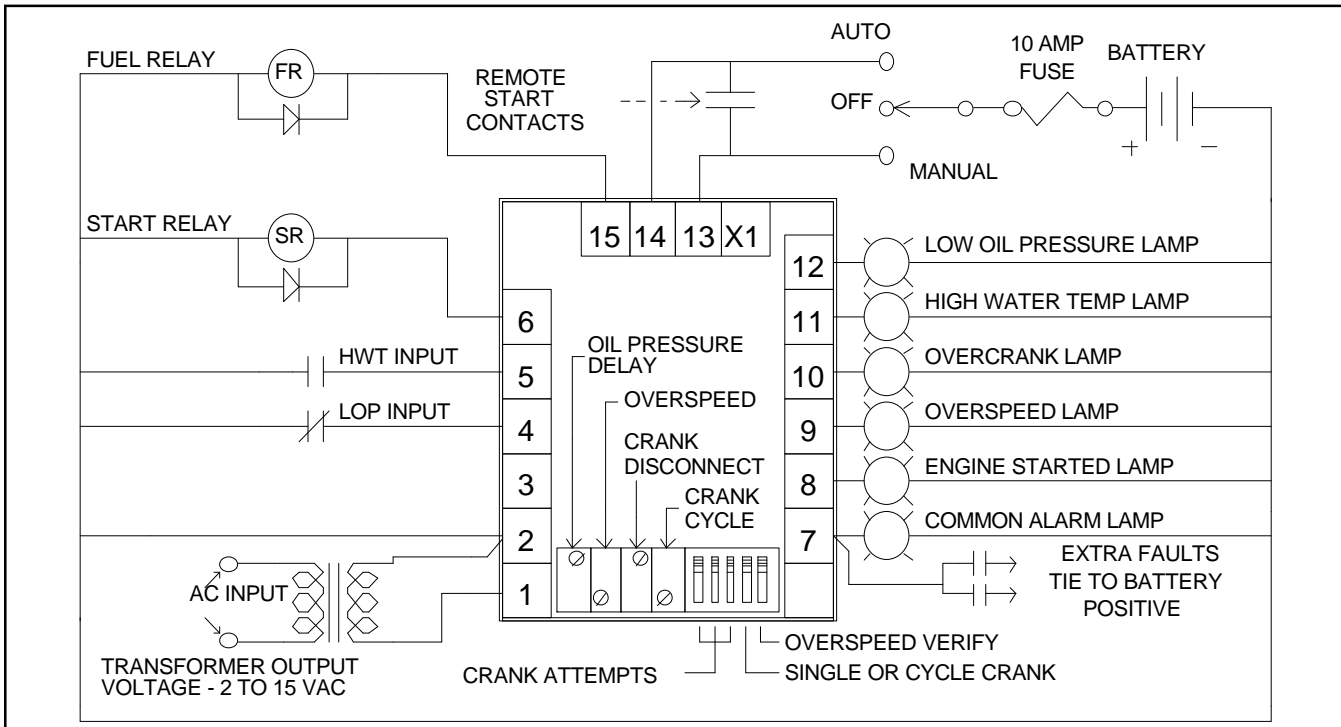 FUEL RELAY
FR
REMOTE
START
CONTACTS
AUTO
OFF
MANUAL
10 AMP
FUSE
BATTERY
+
−
START RELAY
SR
15
14
13
X1
12
LOW OIL PRESSURE LAMP
6
11
HIGH WATER TEMP LAMP
HWT INPUT
5
OIL PRESSURE
DELAY
10
OVERCRANK LAMP
LOP INPUT
4
OVERSPEED
9
OVERSPEED LAMP
3
CRANK
DISCONNECT
8
ENGINE STARTED LAMP
CRANK
CYCLE
2
7
COMMON ALARM LAMP
AC INPUT
1
EXTRA FAULTS
TIE TO BATTERY
POSITIVE
TRANSFORMER OUTPUT
VOLTAGE - 2 TO 15 VAC
CRANK ATTEMPTS
OVERSPEED VERIFY
SINGLE OR CYCLE CRANK